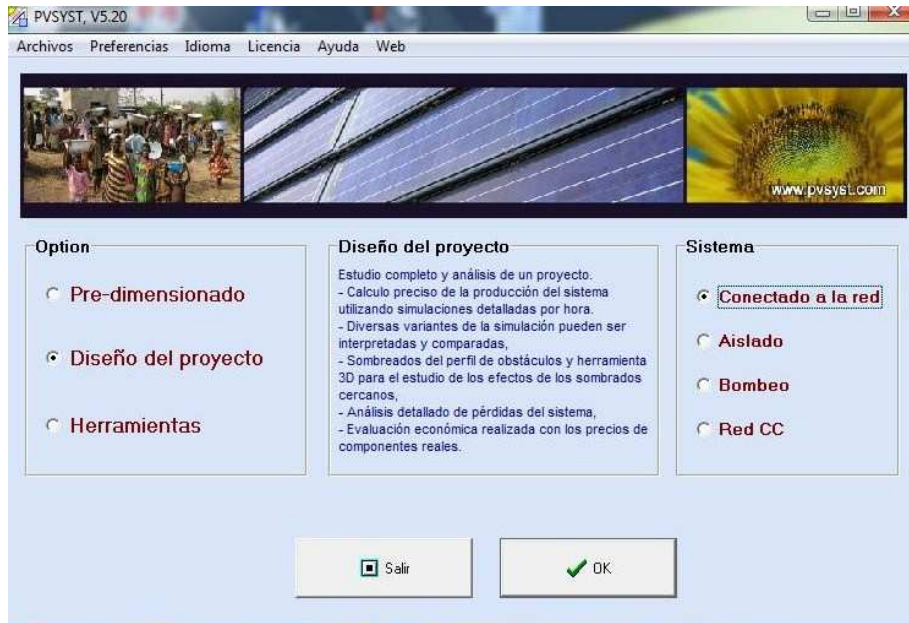 PVSYST, V5.20
Archivos Preferencias Idioma Licencia Ayuda Web
www.pvsyst.com
Option
Pre-dimensionado
Diseño del proyecto
Herramientas
Diseño del proyecto
Estudio completo y análisis de un proyecto.
- Calculo preciso de la producción del sistema
utilizando simulaciones detalladas por hora.
- Diversas variantes de la simulación pueden ser
interpretadas y comparadas,
- Sombreados del perfil de obstáculos y herramienta
3D para el estudio de los efectos de los sombrados
cercanos,
- Análisis detallado de pérdidas del sistema,
- Evaluación económica realizada con los precios de
componentes reales.
Sistema
Conectado a la red
Aislado
Bombeo
Red CC
Salir
OK